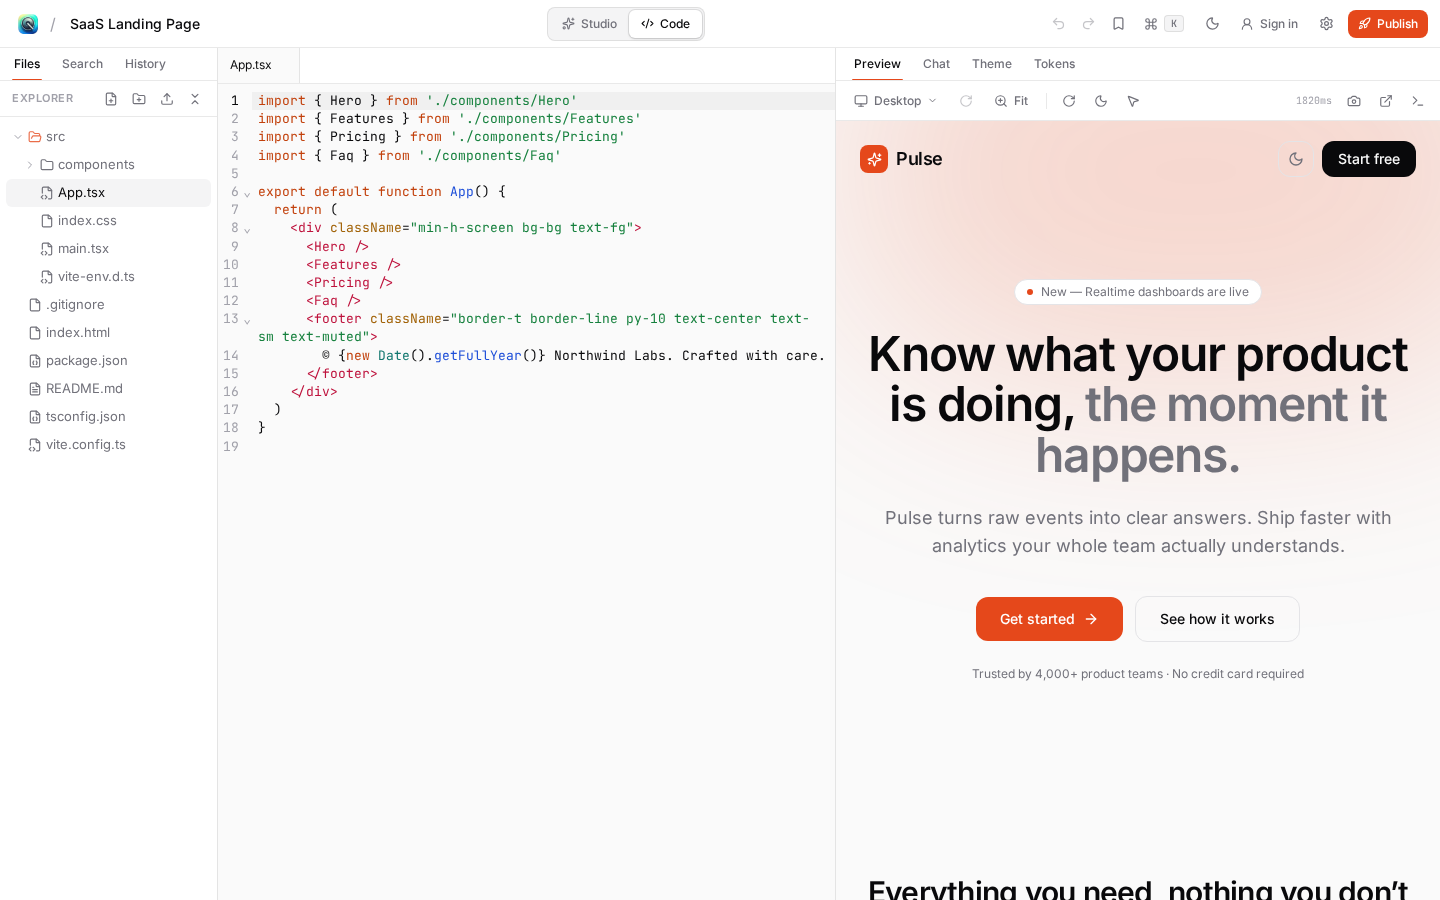 / SaaS Landing Page
Studio
Code
K
Sign in
Publish
Files Search History
EXPLORER
src
components
App.tsx
index.css
main.tsx
vite-env.d.ts
.gitignore
index.html
package.json
README.md
tsconfig.json
vite.config.ts
App.tsx
1 import { Hero } from './components/Hero'
2 import { Features } from './components/Features'
3 import { Pricing } from './components/Pricing'
4 import { Faq } from './components/Faq'
5
6 export default function App() {
7 return (
8 <div className="min-h-screen bg-bg text-fg">
9 <Hero />
10 <Features />
11 <Pricing />
12 <Faq />
13 <footer className="border-t border-line py-10 text-center text-
sm text-muted">
14 © {new Date().getFullYear()} Northwind Labs. Crafted with care.
15 </footer>
16 </div>
17 )
18 }
19
Preview Chat Theme Tokens
Desktop
Fit
1820ms
Pulse
Start free
New — Realtime dashboards are live
Know what your product
is doing, the moment it
happens.
Pulse turns raw events into clear answers. Ship faster with
analytics your whole team actually understands.
Get started
See how it works
Trusted by 4,000+ product teams · No credit card required
Everything you need, nothing you don't